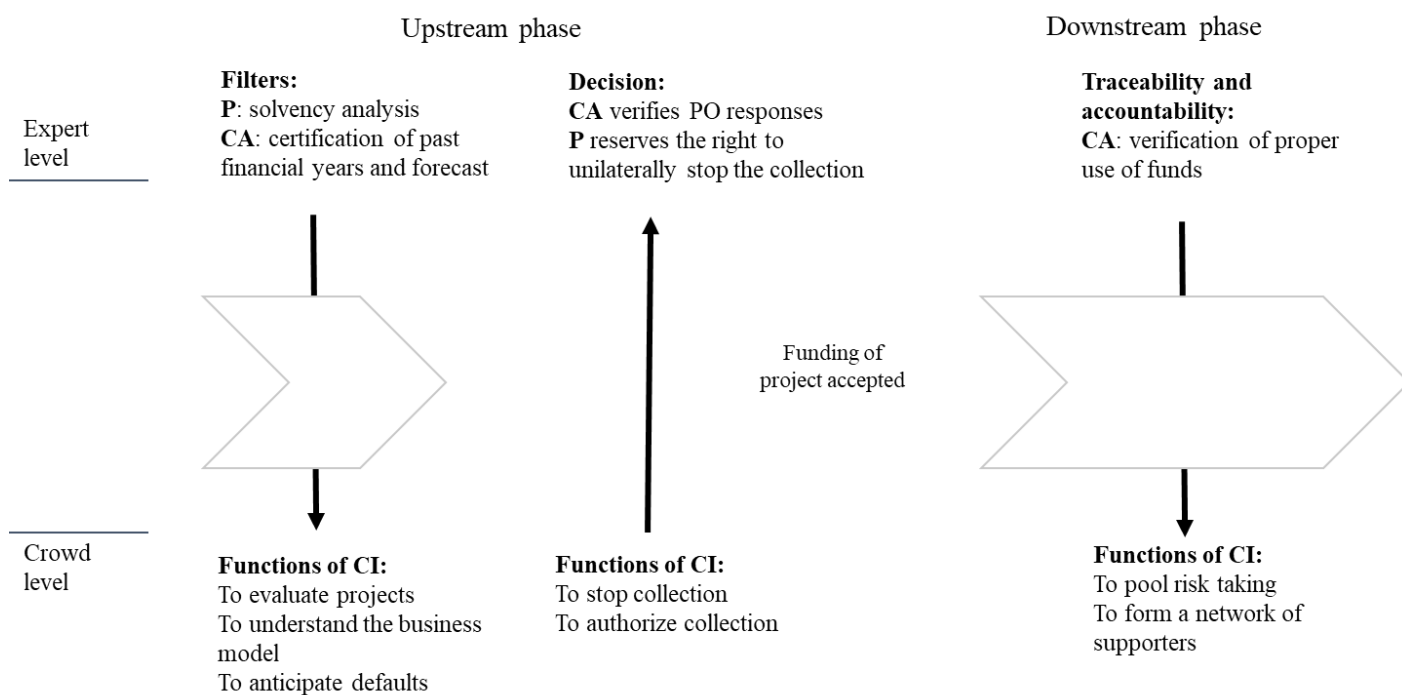 Upstream phase
Downstream phase
Expert
level
Filters:
P: solvency analysis
CA: certification of past
financial years and forecast
Decision:
CA verifies PO responses
P reserves the right to
unilaterally stop the collection
Traceability and
accountability:
CA: verification of proper
use of funds
Funding of
project accepted
Crowd
level
Functions of CI:
To evaluate projects
To understand the business
model
To anticipate defaults
Functions of CI:
To stop collection
To authorize collection
Functions of CI:
To pool risk taking
To form a network of
supporters